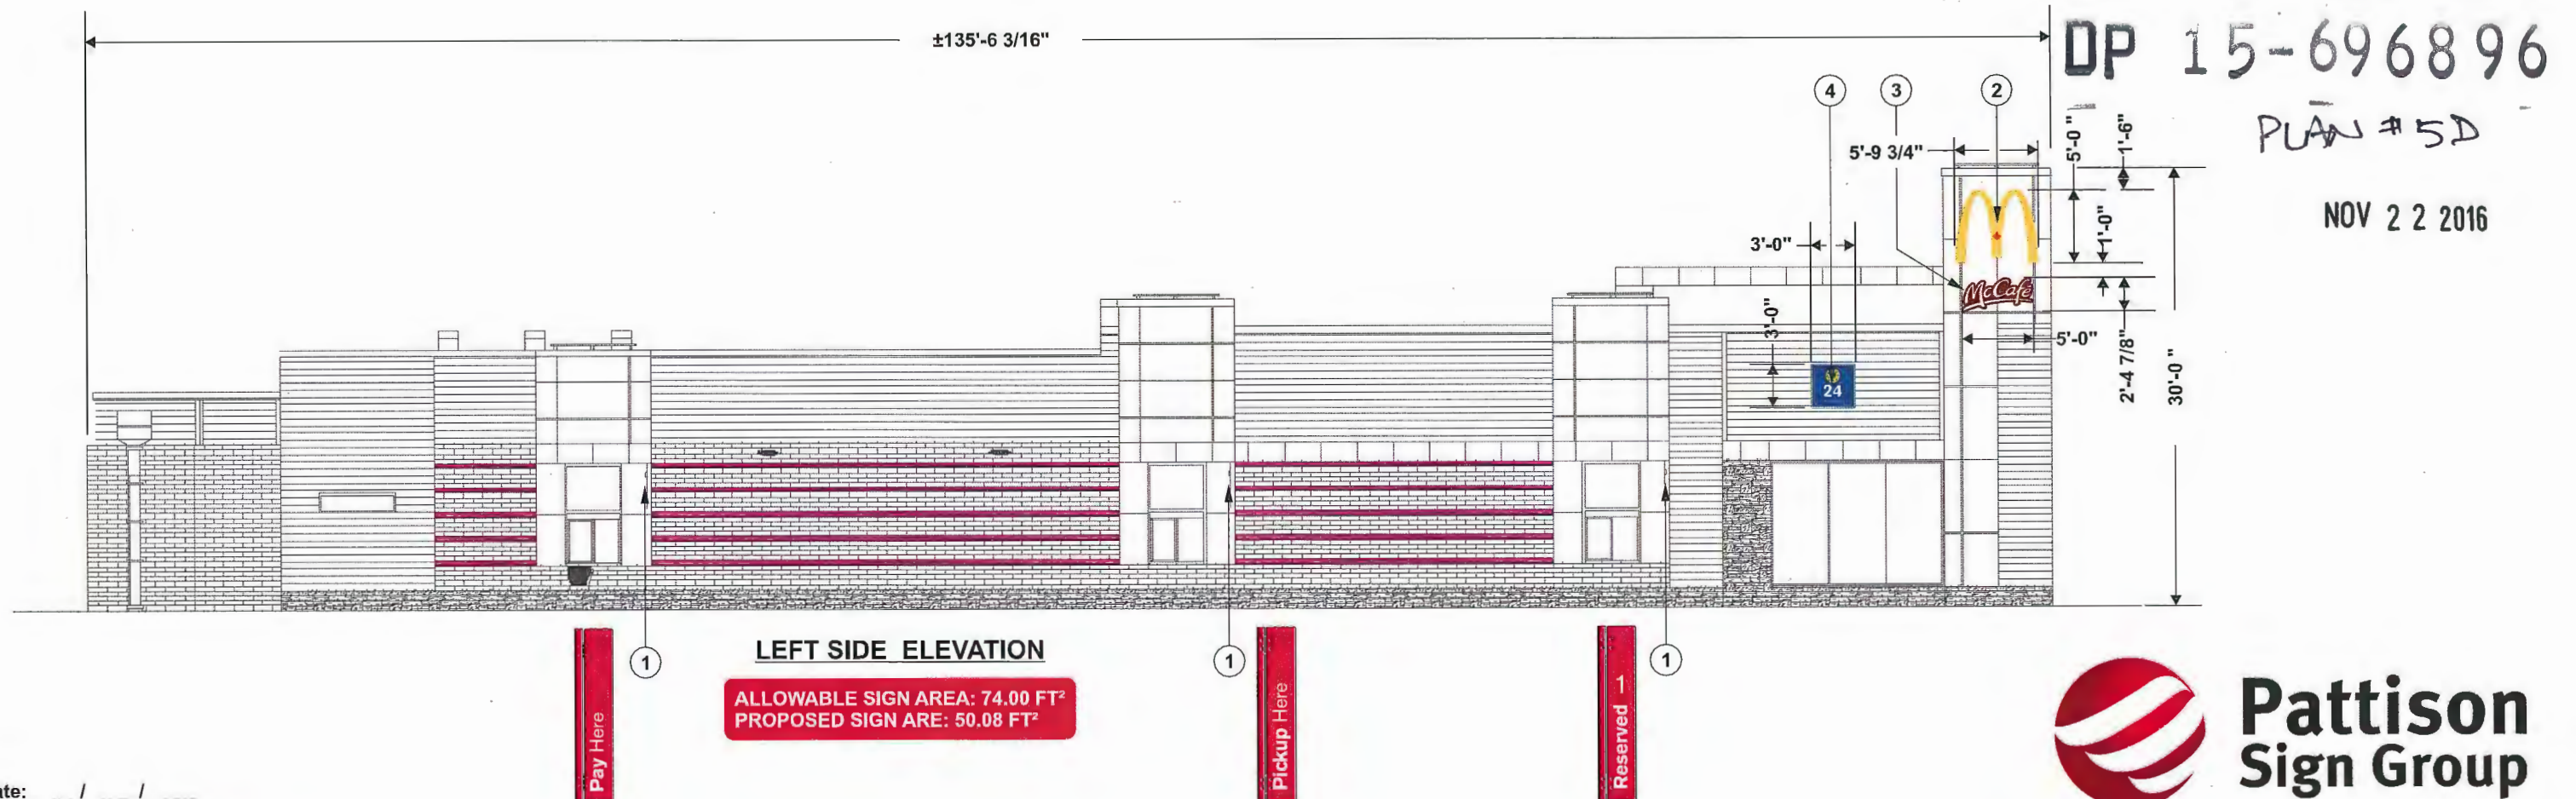 ±135'-6 3/16"
DP 15-696896
PLAN # 5D
NOV 2 2 2016
4
3
2
5'-9 3/4"
5'-0"
1'-6"
3'-0"
1'-0"
McCafé
3'-0"
24
5'-0"
2'-4 7/8"
30'-0"
1
LEFT SIDE ELEVATION
1
1
ALLOWABLE SIGN AREA: 74.00 FT²
PROPOSED SIGN ARE: 50.08 FT²
Pay Here
Pickup Here
Reserved 1
Pattison
Sign Group